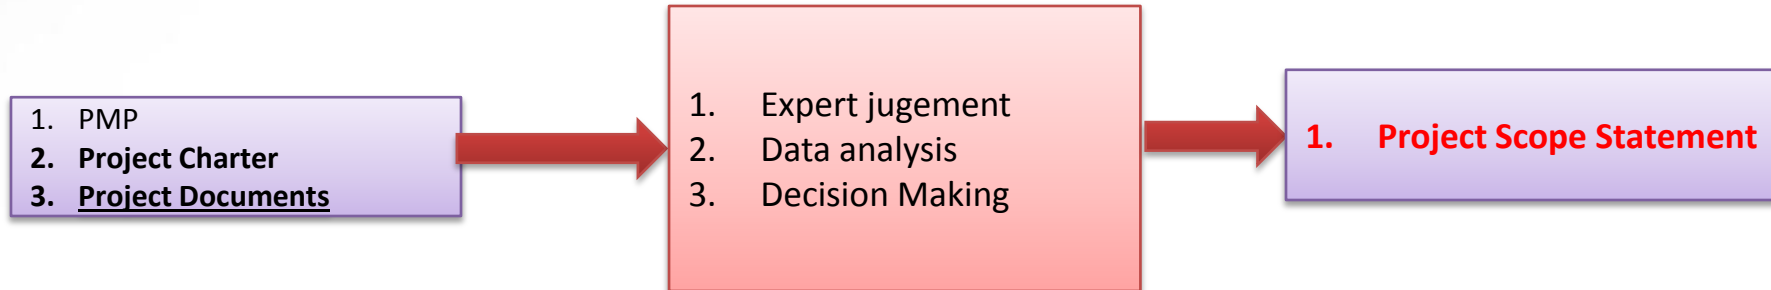 1. PMP
2. Project Charter
3. Project Documents
1. Expert jugement
2. Data analysis
3. Decision Making
1. Project Scope Statement